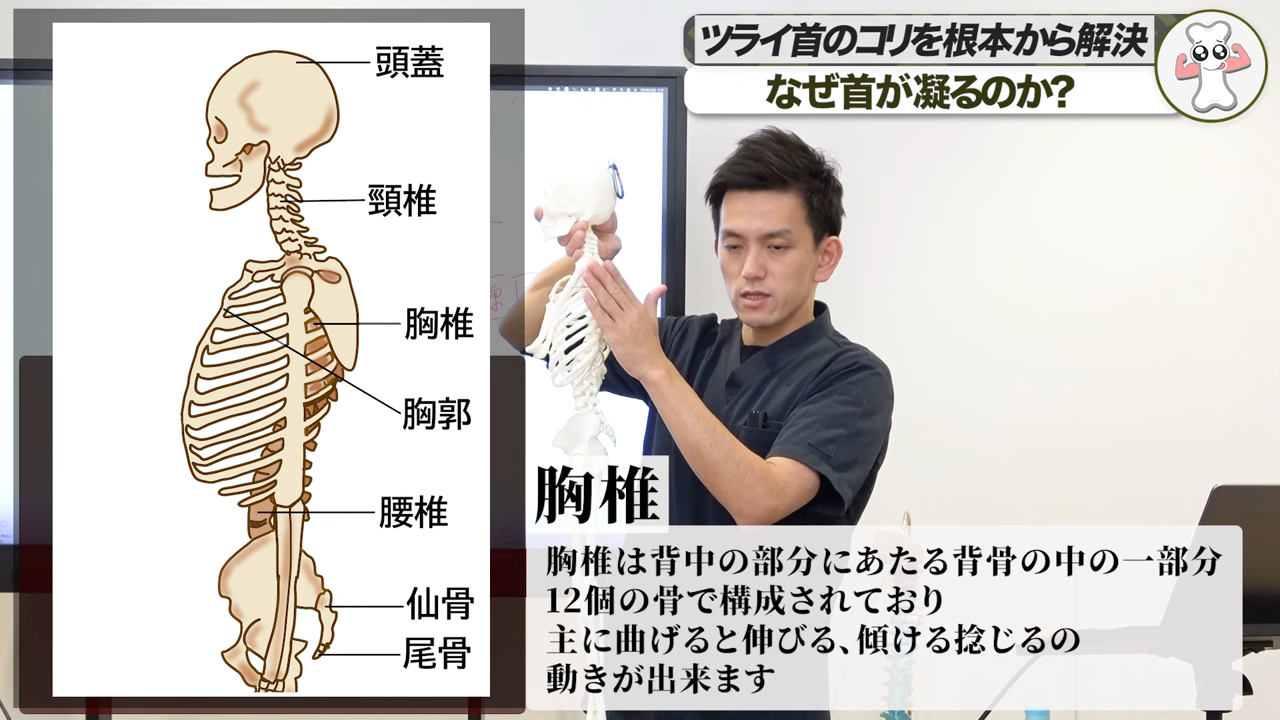 ツライ首のコリを根本から解決
なぜ首が凝るのか?
頭蓋
頸椎
胸椎
胸郭
腰椎
仙骨
尾骨
胸椎
胸椎は背中の部分にあたる背骨の中の一部分
12個の骨で構成されており
主に曲げると伸びる、傾ける捻じるの
動きが出来ます